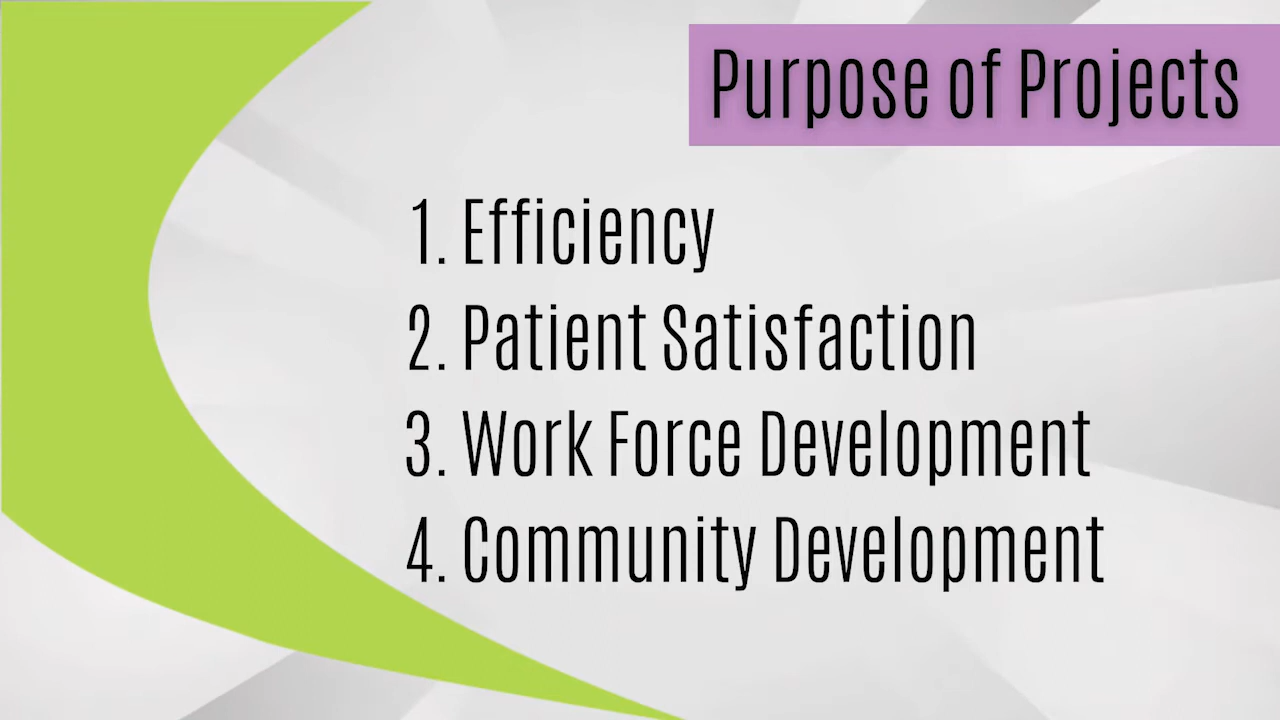 Purpose of Projects
1. Efficiency
2. Patient Satisfaction
3. Work Force Development
4. Community Development